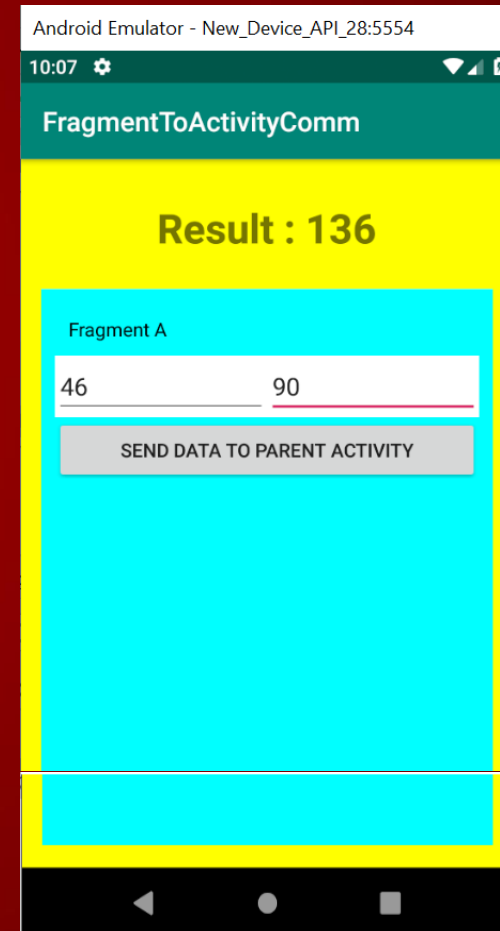 Android Emulator - New_Device_API_28:5554
10:07
FragmentToActivityComm
Result : 136
Fragment A
46 90
SEND DATA TO PARENT ACTIVITY